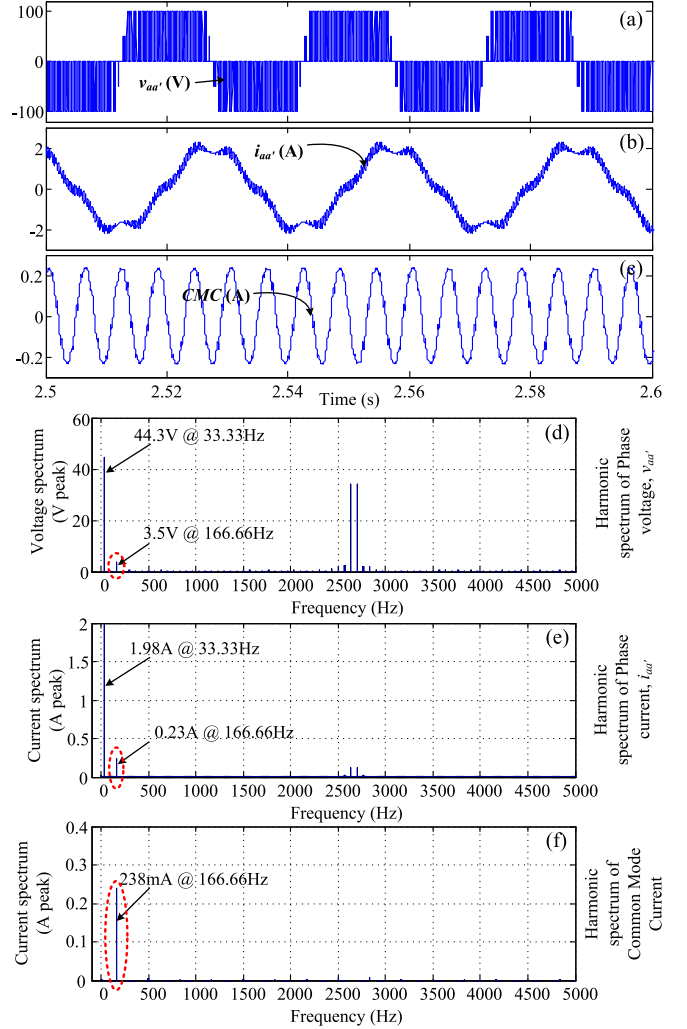 100
0
-100
vaa' (V)
(a)
2
0
-2
iaa' (A)
(b)
0.2
0
-0.2
CMC (A)
(c)
2.5 2.52 2.54 2.56 2.58 2.6
Time (s)
Voltage spectrum
(V peak)
60
40
20
0
44.3V @ 33.33Hz
3.5V @ 166.66Hz
(d)
0 500 1000 1500 2000 2500 3000 3500 4000 4500 5000
Frequency (Hz)
Harmonic
spectrum of Phase
voltage, vaa'
Current spectrum
(A peak)
2
1.5
1
0.5
0
1.98A @ 33.33Hz
0.23A @ 166.66Hz
(e)
0 500 1000 1500 2000 2500 3000 3500 4000 4500 5000
Frequency (Hz)
Harmonic
spectrum of Phase
current, iaa'
Current spectrum
(A peak)
0.4
0.3
0.2
0.1
0
238mA @ 166.66Hz
(f)
0 500 1000 1500 2000 2500 3000 3500 4000 4500 5000
Frequency (Hz)
Harmonic
spectrum of
Common Mode
Current